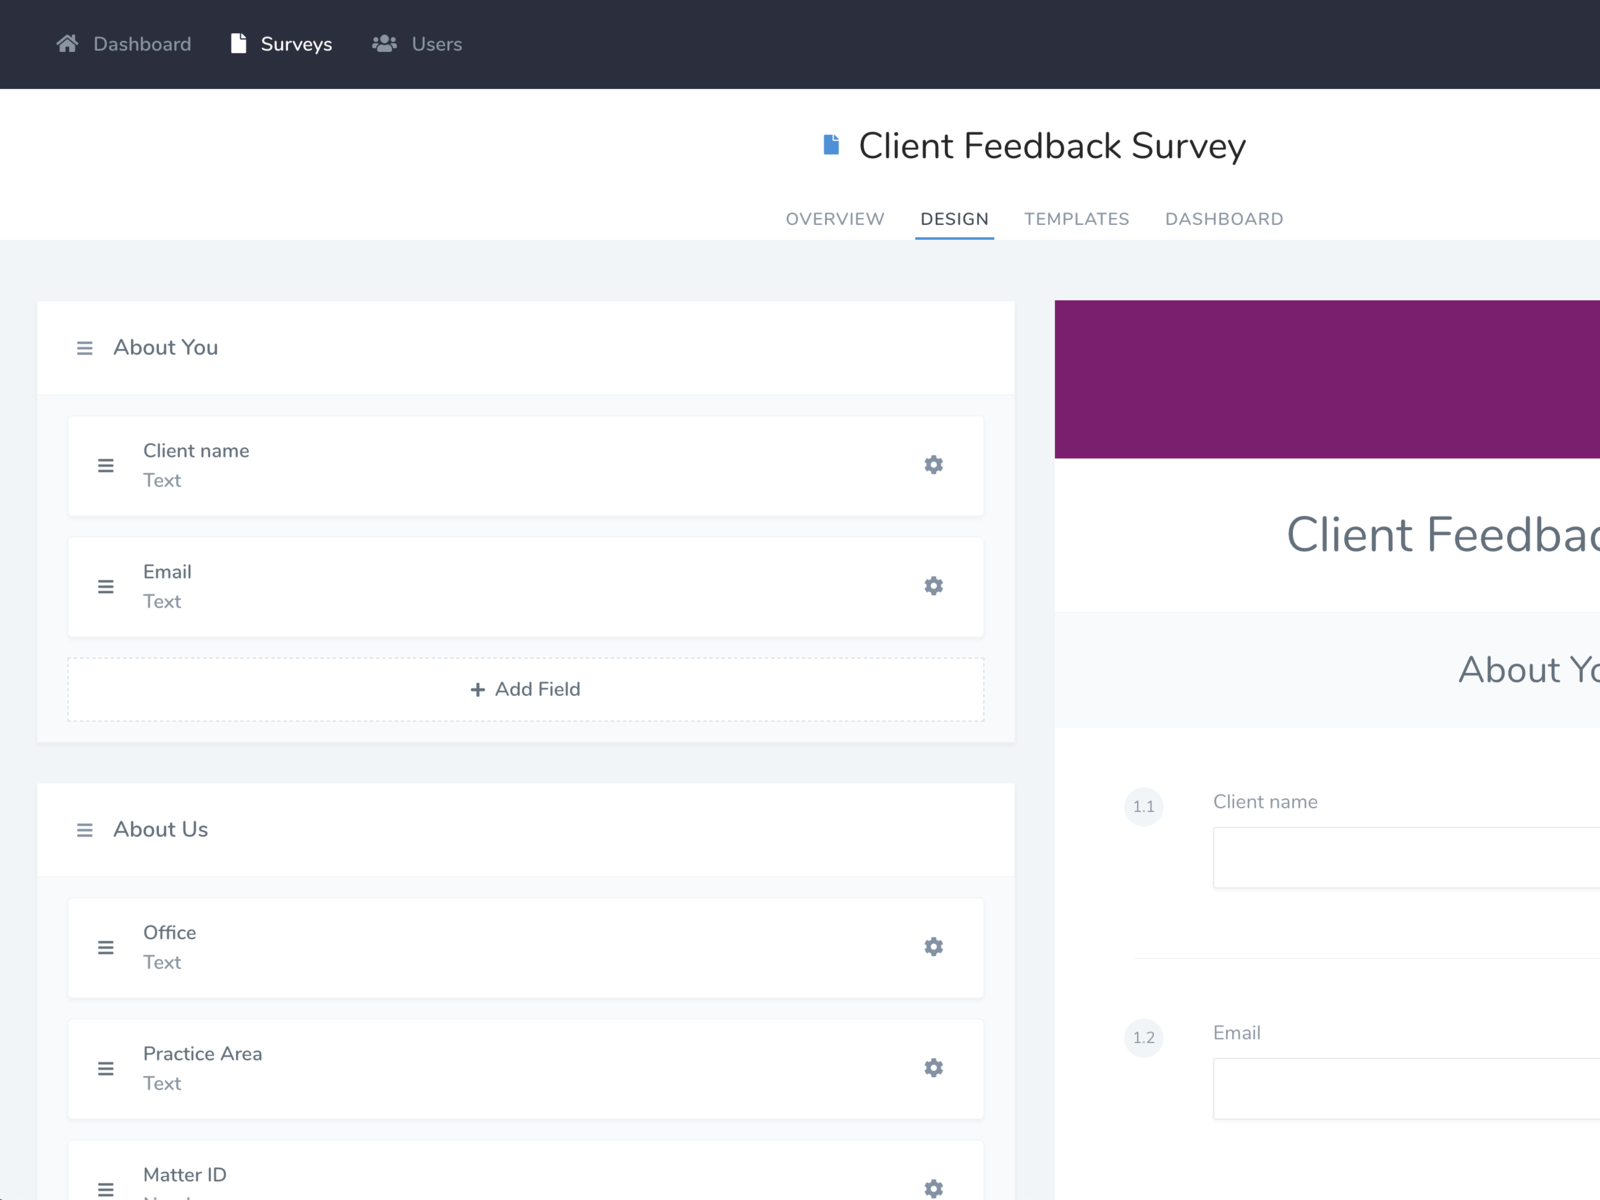 Dashboard
Surveys
Users
Client Feedback Survey
OVERVIEW
DESIGN
TEMPLATES
DASHBOARD
About You
Client name
Text
Email
Text
Add Field
About Us
Office
Text
Practice Area
Text
Matter ID
Client Feedbac
About Yo
1.1
Client name
1.2
Email